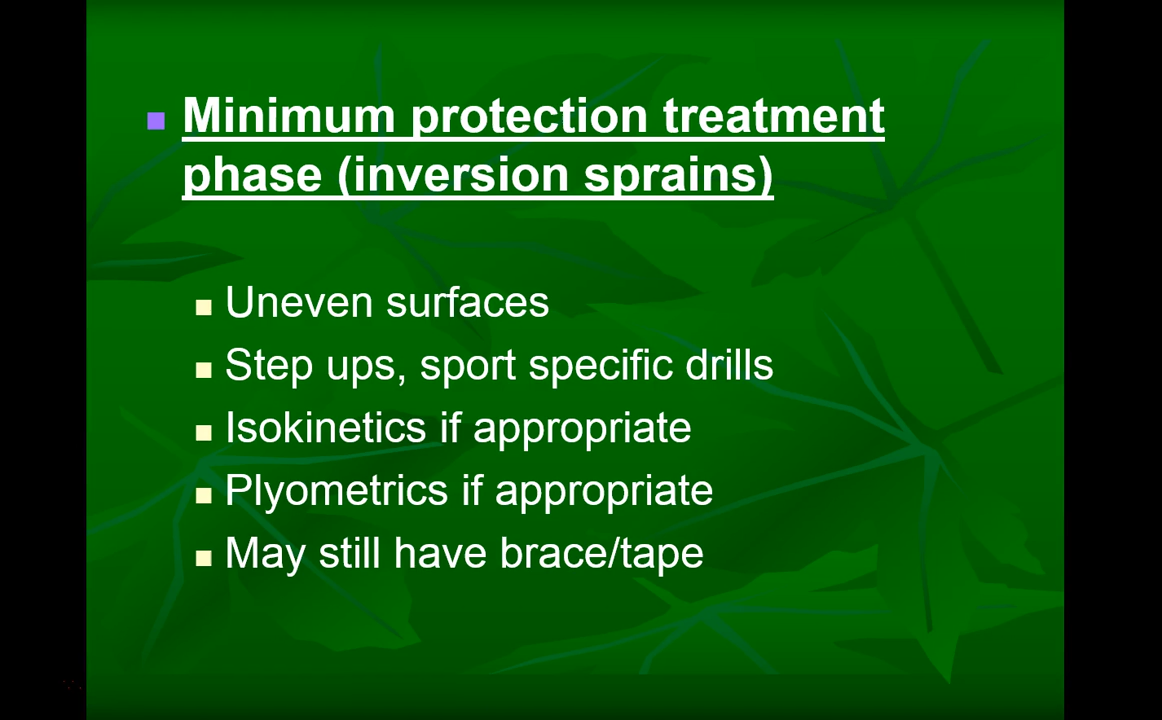 Minimum protection treatment
phase (inversion sprains)
Uneven surfaces
Step ups, sport specific drills
Isokinetics if appropriate
Plyometrics if appropriate
May still have brace/tape